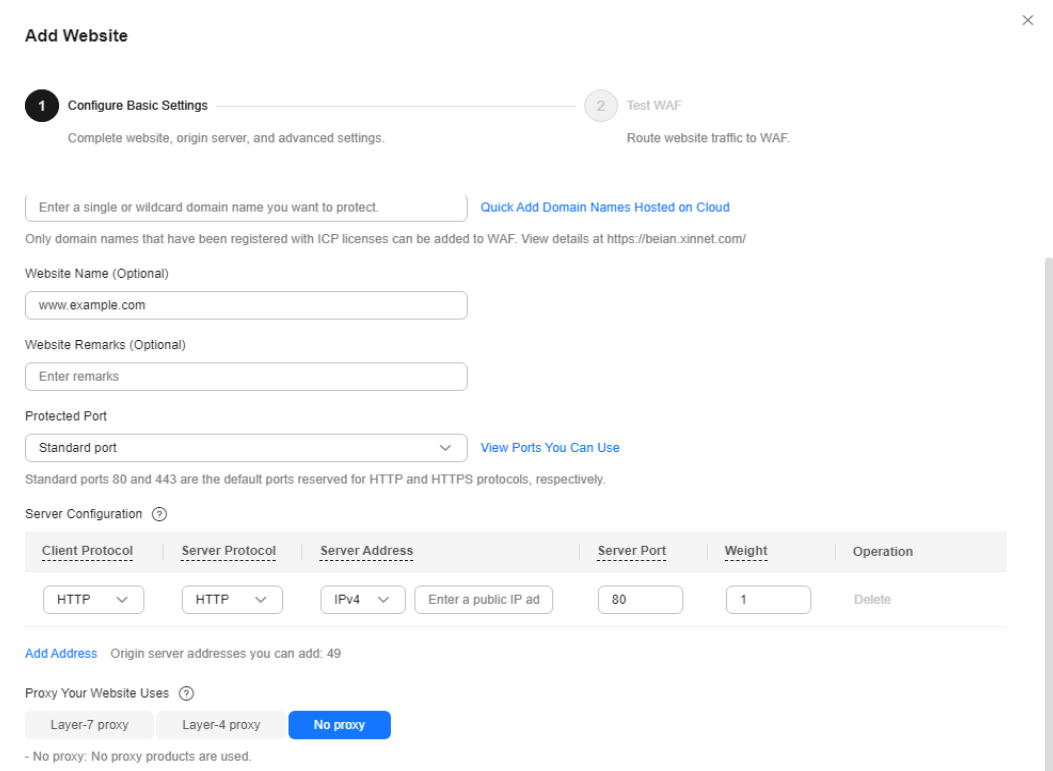 Add Website
1 Configure Basic Settings 2 Test WAF
Complete website, origin server, and advanced settings. Route website traffic to WAF.
Enter a single or wildcard domain name you want to protect. Quick Add Domain Names Hosted on Cloud
Only domain names that have been registered with ICP licenses can be added to WAF. View details at https://beian.xinnet.com/
Website Name (Optional)
www.example.com
Website Remarks (Optional)
Enter remarks
Protected Port
Standard port View Ports You Can Use
Standard ports 80 and 443 are the default ports reserved for HTTP and HTTPS protocols, respectively.
Server Configuration ?
Client Protocol Server Protocol Server Address Server Port Weight Operation
HTTP HTTP IPv4 Enter a public IP ad 80 1 Delete
Add Address Origin server addresses you can add: 49
Proxy Your Website Uses ?
Layer-7 proxy Layer-4 proxy No proxy
- No proxy: No proxy products are used.